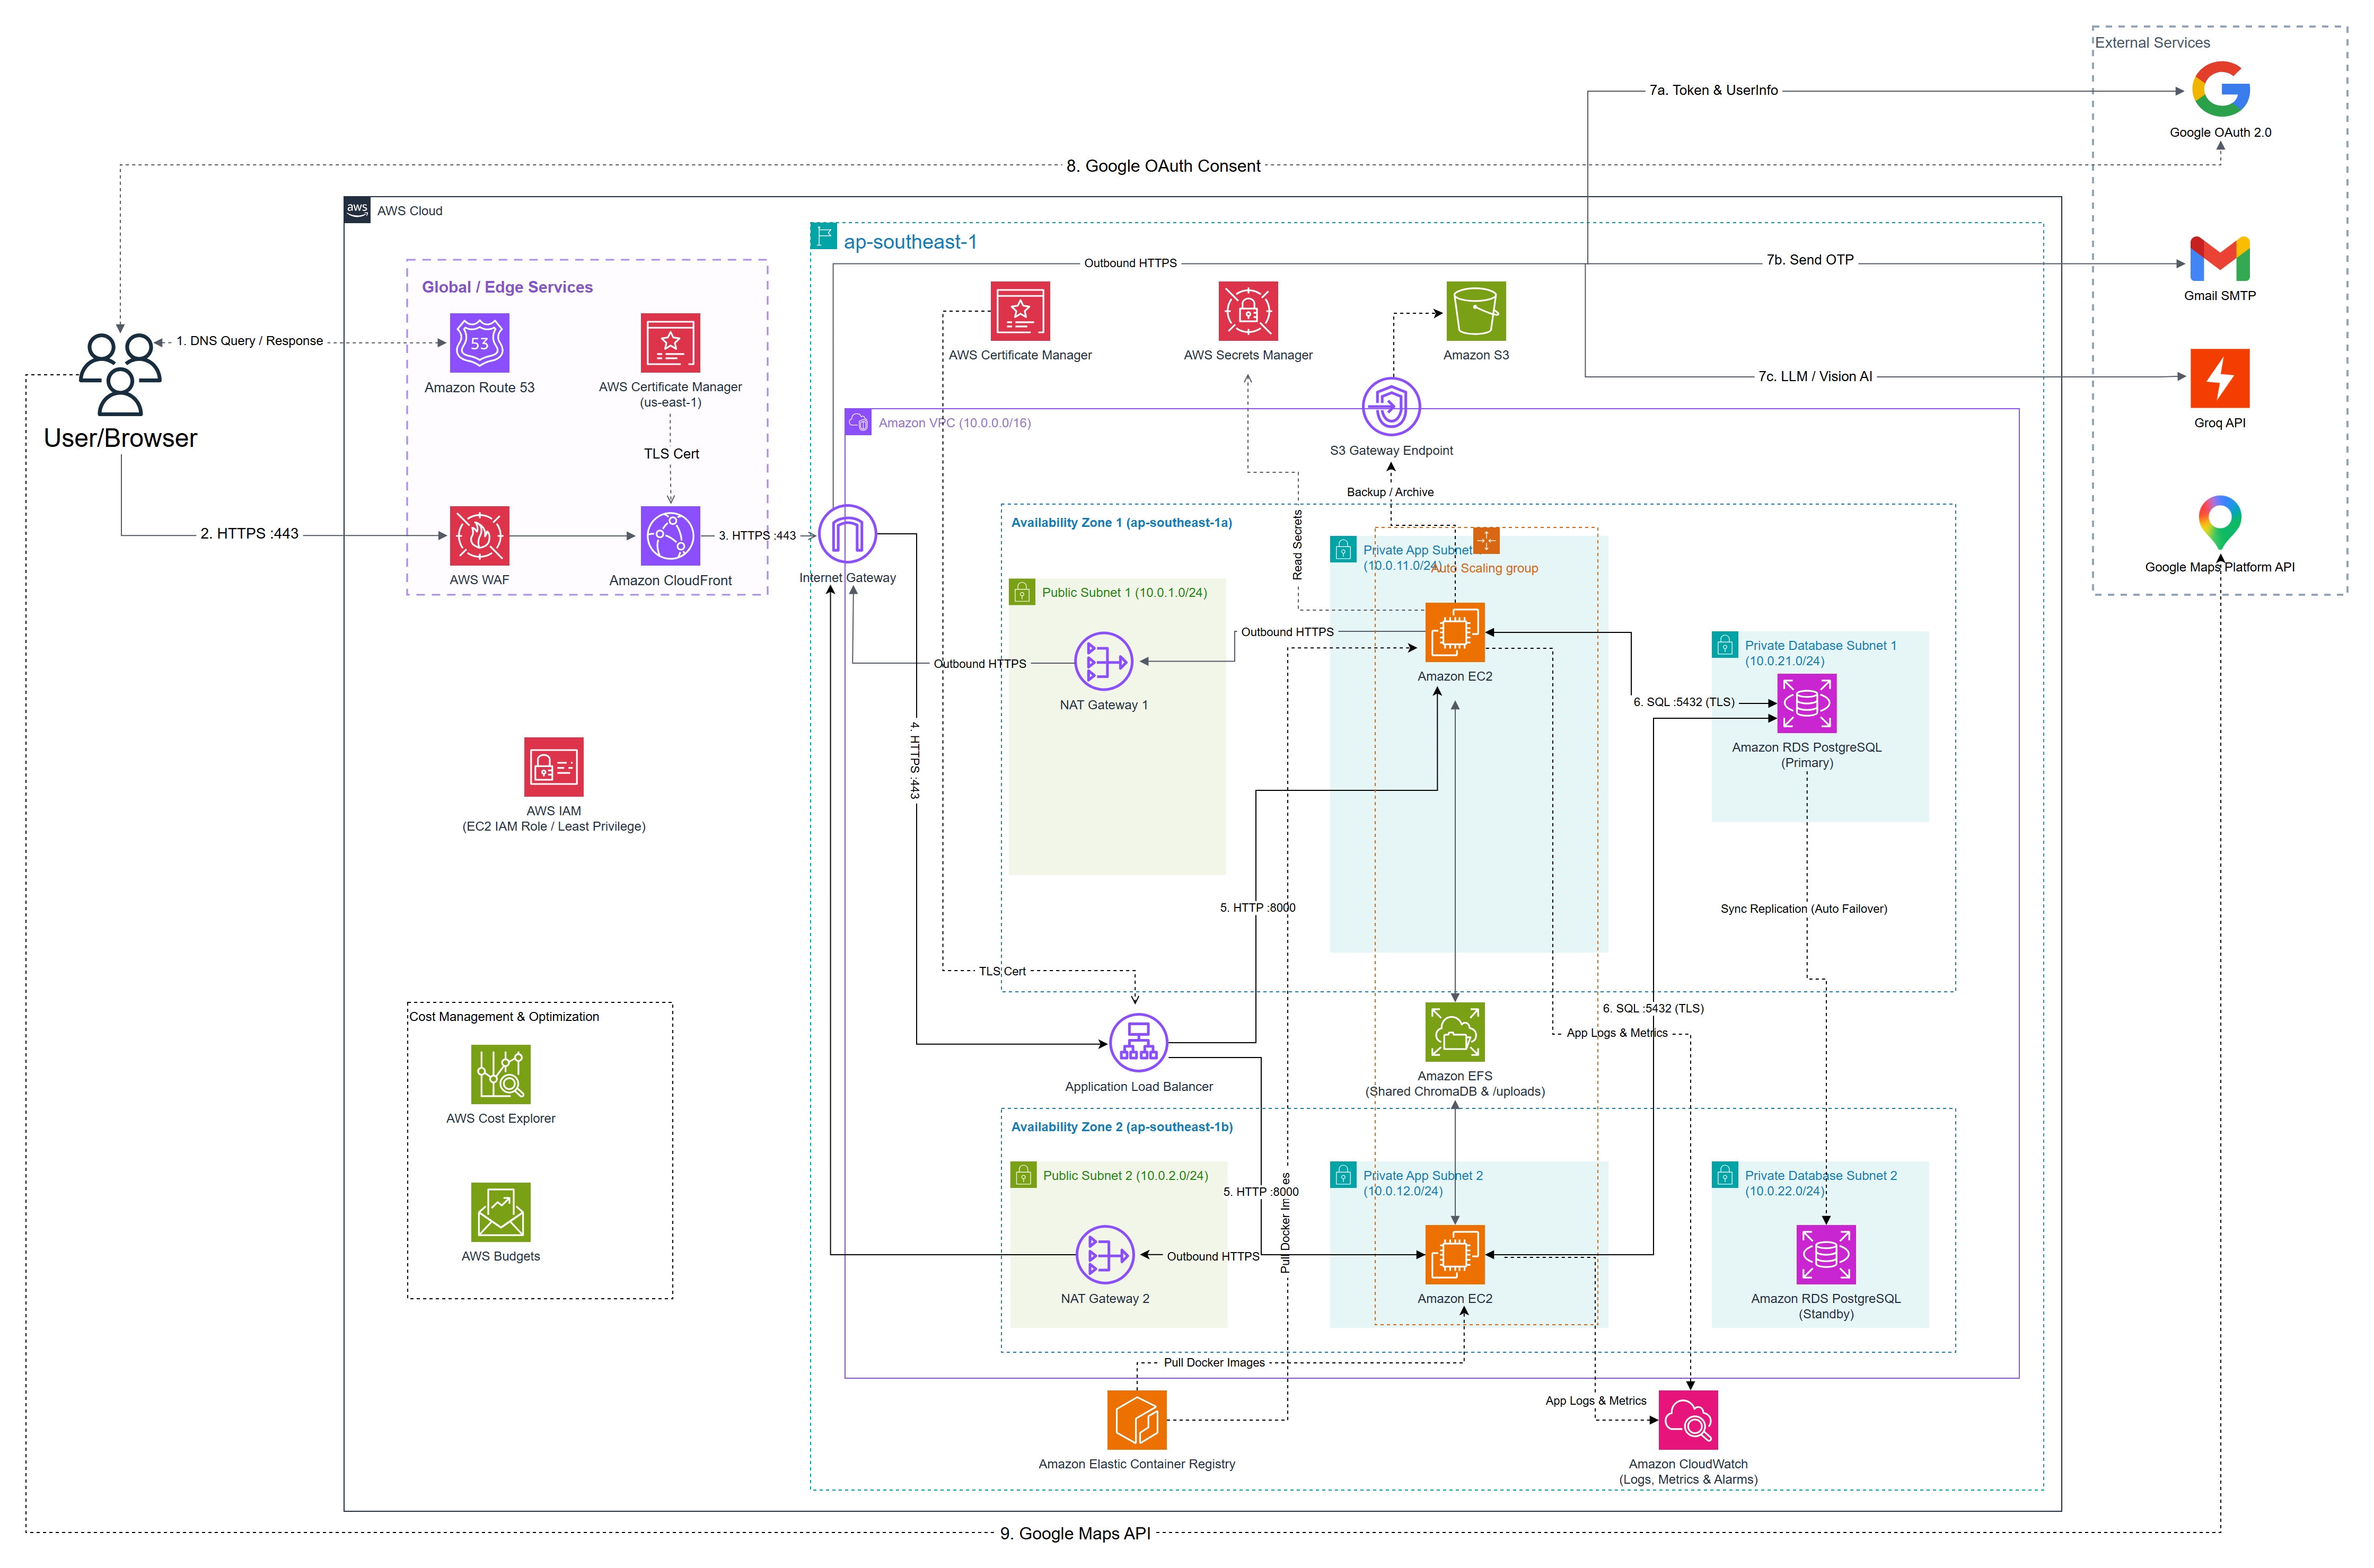 External Services
7a. Token & UserInfo
Google OAuth 2.0
8. Google OAuth Consent
aws
AWS Cloud
ap-southeast-1
Outbound HTTPS
7b. Send OTP
Gmail SMTP
Global / Edge Services
53
1. DNS Query / Response
Amazon Route 53
AWS Certificate Manager
(us-east-1)
TLS Cert
AWS Certificate Manager
AWS Secrets Manager
Amazon S3
7c. LLM / Vision AI
Groq API
User/Browser
Amazon VPC (10.0.0.0/16)
S3 Gateway Endpoint
Backup / Archive
2. HTTPS :443
AWS WAF
Amazon CloudFront
3. HTTPS :443
Internet Gateway
Google Maps Platform API
Availability Zone 1 (ap-southeast-1a)
Read Secrets
Private App Subnet
(10.0.11.0/24)
Auto Scaling group
Public Subnet 1 (10.0.1.0/24)
Outbound HTTPS
Outbound HTTPS
NAT Gateway 1
Amazon EC2
Private Database Subnet 1
(10.0.21.0/24)
6. SQL :5432 (TLS)
Amazon RDS PostgreSQL
(Primary)
4. HTTPS :443
AWS IAM
(EC2 IAM Role / Least Privilege)
5. HTTP :8000
Sync Replication (Auto Failover)
TLS Cert
6. SQL :5432 (TLS)
App Logs & Metrics
Cost Management & Optimization
AWS Cost Explorer
AWS Budgets
Application Load Balancer
Amazon EFS
(Shared ChromaDB & /uploads)
Availability Zone 2 (ap-southeast-1b)
Public Subnet 2 (10.0.2.0/24)
Private App Subnet 2
(10.0.12.0/24)
Private Database Subnet 2
(10.0.22.0/24)
5. HTTP :8000
Pull Docker Images
Outbound HTTPS
NAT Gateway 2
Amazon EC2
Amazon RDS PostgreSQL
(Standby)
Pull Docker Images
App Logs & Metrics
Amazon Elastic Container Registry
Amazon CloudWatch
(Logs, Metrics & Alarms)
9. Google Maps API